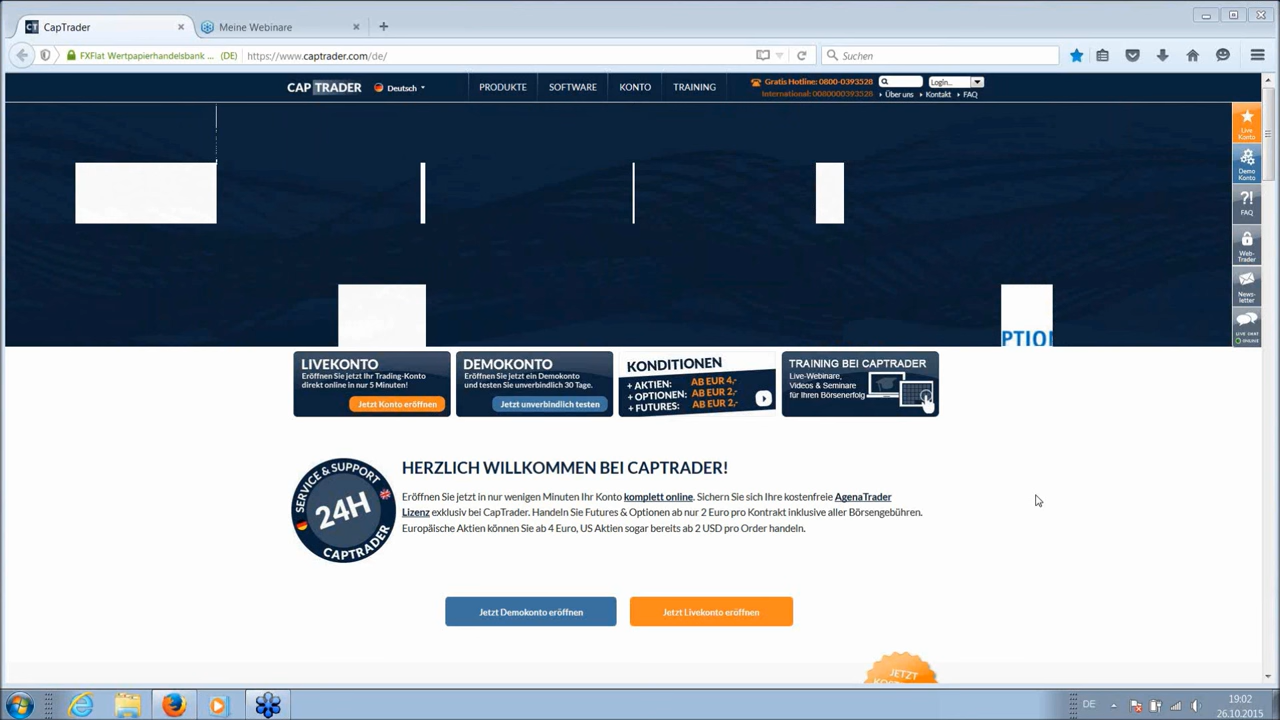 CT CapTrader
Meine Webinare
FXFlat Wertpapierhandelsbank ... (DE)
https://www.captrader.com/de/
Suchen
CAP TRADER
Deutsch
PRODUKTE
SOFTWARE
KONTO
TRAINING
Gratis Hotline: 0800-0393528
International: 0080000393528
Login...
Über uns
Kontakt
FAQ
Live
Konto
Demo
Konto
?!
FAQ
Web-
Trader
News-
letter
LIVE CHAT
ONLINE
PTION
LIVEKONTO
Eröffnen Sie jetzt Ihr Trading-Konto
direkt online in nur 5 Minuten!
Jetzt Konto eröffnen
DEMOKONTO
Eröffnen Sie jetzt ein Demokonto
und testen Sie unverbindlich 30 Tage.
Jetzt unverbindlich testen
KONDITIONEN
+ AKTIEN: AB EUR 4,-
+ OPTIONEN: AB EUR 2,-
+ FUTURES: AB EUR 2,-
TRAINING BEI CAPTRADER
Live-Webinare,
Videos & Seminare
für Ihren Börsenerfolg
SERVICE & SUPPORT
24H
CAPTRADER
HERZLICH WILLKOMMEN BEI CAPTRADER!
Eröffnen Sie jetzt in nur wenigen Minuten Ihr Konto komplett online. Sichern Sie sich Ihre kostenfreie AgenaTrader
Lizenz exklusiv bei CapTrader. Handeln Sie Futures & Optionen ab nur 2 Euro pro Kontrakt inklusive aller Börsengebühren.
Europäische Aktien können Sie ab 4 Euro, US Aktien sogar bereits ab 2 USD pro Order handeln.
Jetzt Demokonto eröffnen
Jetzt Livekonto eröffnen
JETZT
DE
19:02
26.10.2015